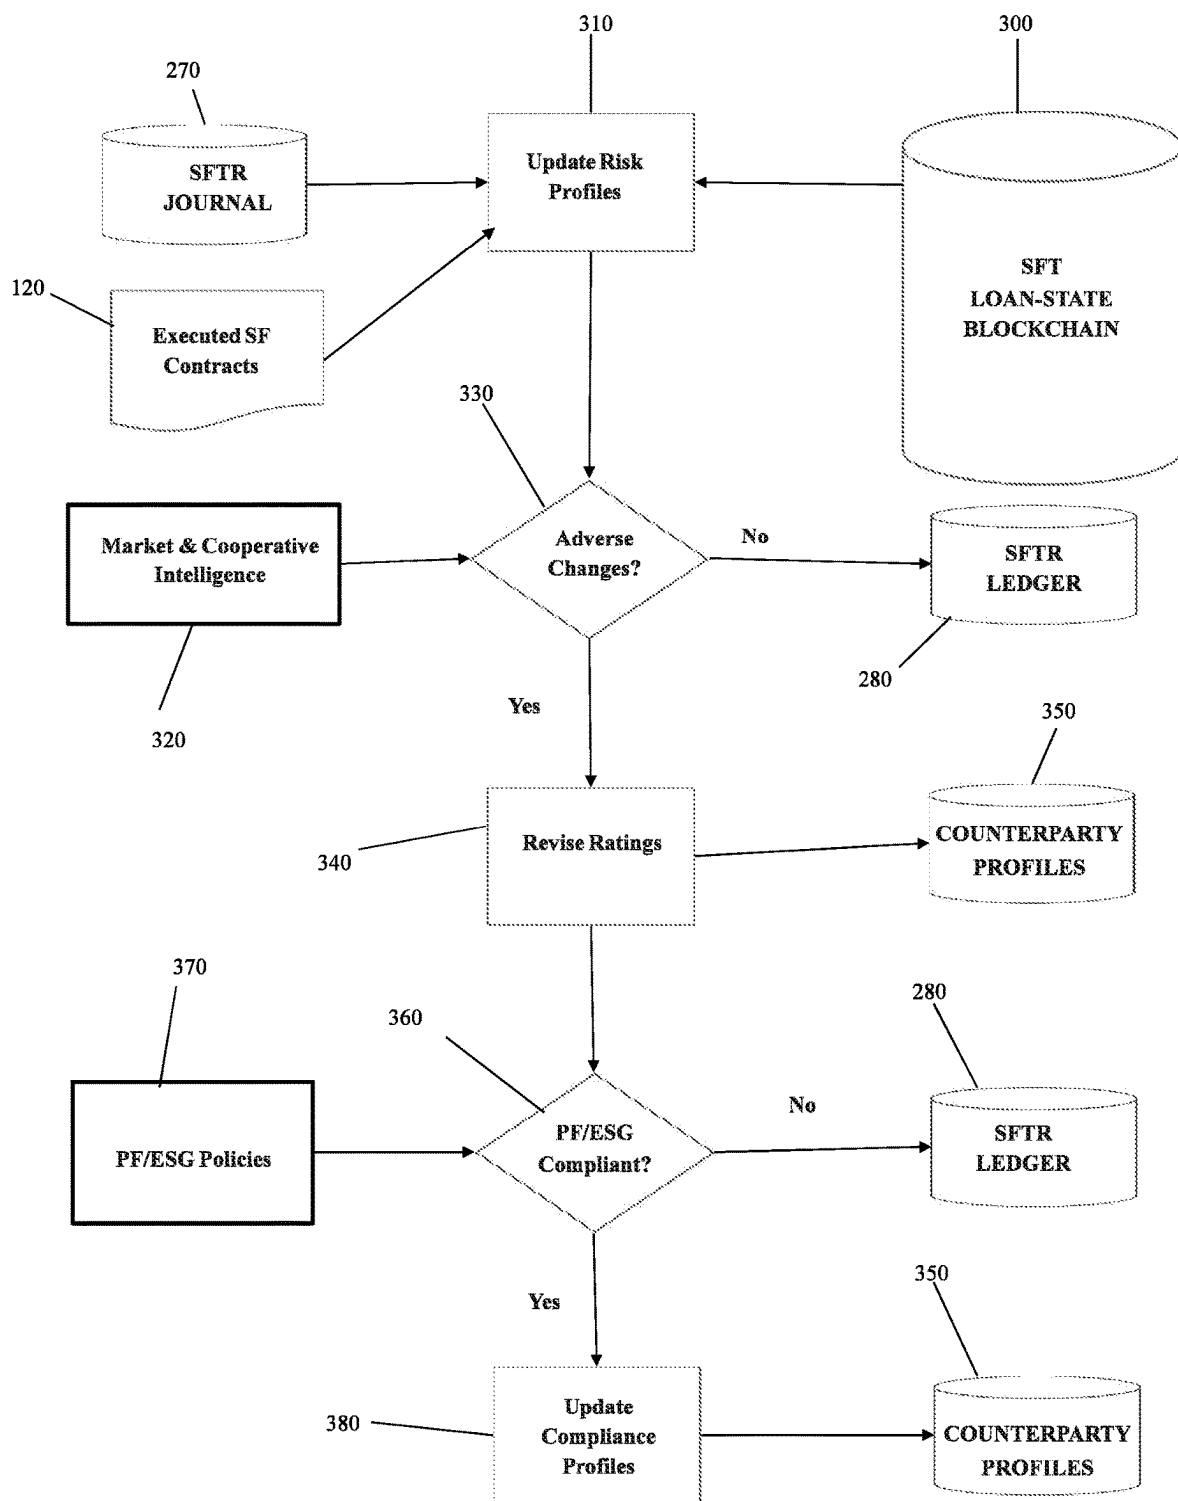 310
300
270
SFTR
JOURNAL
Update Risk
Profiles
SFT
LOAN-STATE
BLOCKCHAIN
120
Executed SF
Contracts
330
Market & Cooperative
Intelligence
Adverse
Changes?
No
SFTR
LEDGER
280
320
Yes
350
Revise Ratings
COUNTERPARTY
PROFILES
340
370
360
280
PF/ESG Policies
PF/ESG
Compliant?
No
SFTR
LEDGER
Yes
350
380
Update
Compliance
Profiles
COUNTERPARTY
PROFILES